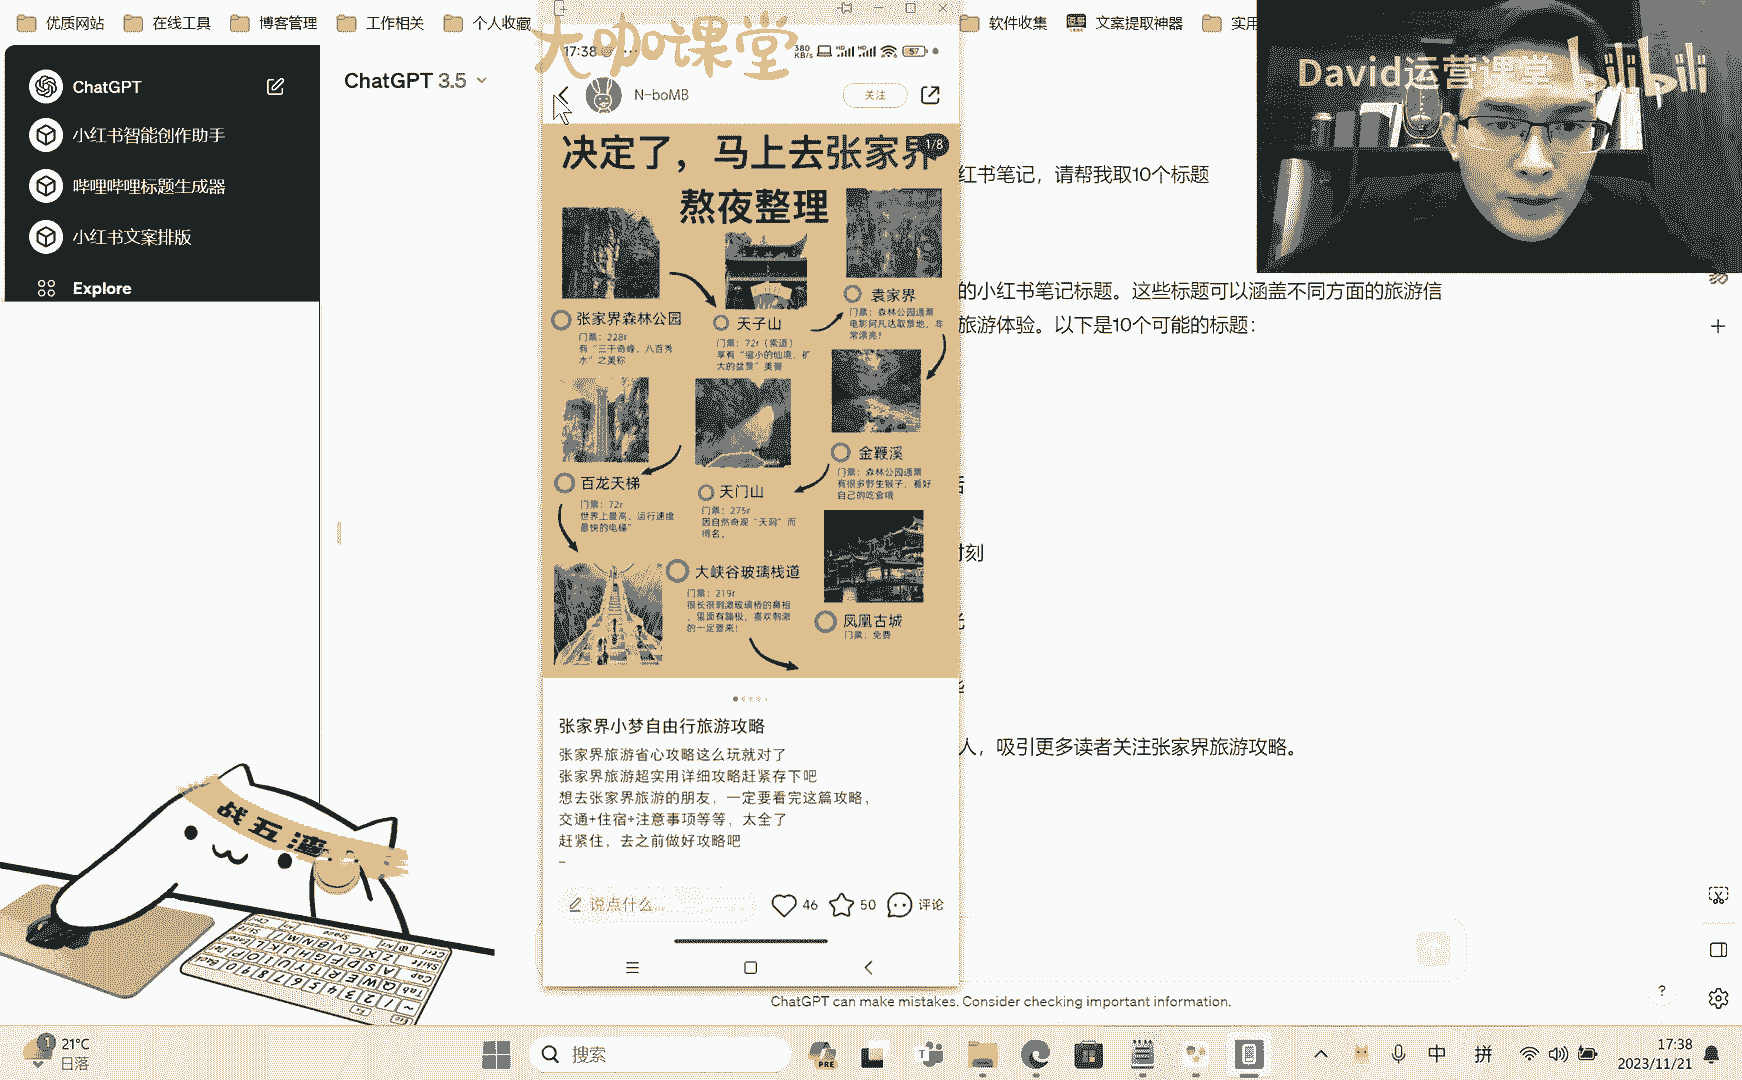 优质网站
在线工具
博客管理
工作相关
个人收藏
软件收集
文案提取神器
实用
大咖课堂
David运营课堂 bilibili
ChatGPT
小红书智能创作助手
哔哩哔哩标题生成器
小红书文案排版
Explore
ChatGPT 3.5
红书笔记，请帮我取10个标题
的小红书笔记标题。这些标题可以涵盖不同方面的旅游信
旅游体验。以下是10个可能的标题：
时刻
人，吸引更多读者关注张家界旅游攻略。
17:38
380 KB/s
57
N-boMB
关注
1/8
决定了，马上去张家界
熬夜整理
张家界森林公园
门票：228r
有“三千奇峰，八百秀
水”之美称
天子山
门票：72r（索道）
享有“缩小的仙境，扩
大的盆景”美誉
袁家界
门票：森林公园通票
电影阿凡达取景地，非
常漂亮！
金鞭溪
门票：森林公园通票
有很多野生猴子，看好
自己的吃食哦
百龙天梯
门票：72r
世界上最高、运行速度
最快的电梯”
天门山
门票：275r
因自然奇观“天洞”而
得名。
大峡谷玻璃栈道
门票：219r
很长很刺激玻璃桥的鼻祖
，里面有蹦极，喜欢刺激
的一定要来！
凤凰古城
门票：免费
张家界小梦自由行旅游攻略
张家界旅游省心攻略这么玩就对了
张家界旅游超实用详细攻略赶紧存下吧
想去张家界旅游的朋友，一定要看完这篇攻略，
交通+住宿+注意事项等等，太全了
赶紧住，去之前做好攻略吧
–
说点什么...
46
50
评论
战五渣
ChatGPT can make mistakes. Consider checking important information.
?
21°C
日落
搜索
PRE
中
拼
17:38
2023/11/21